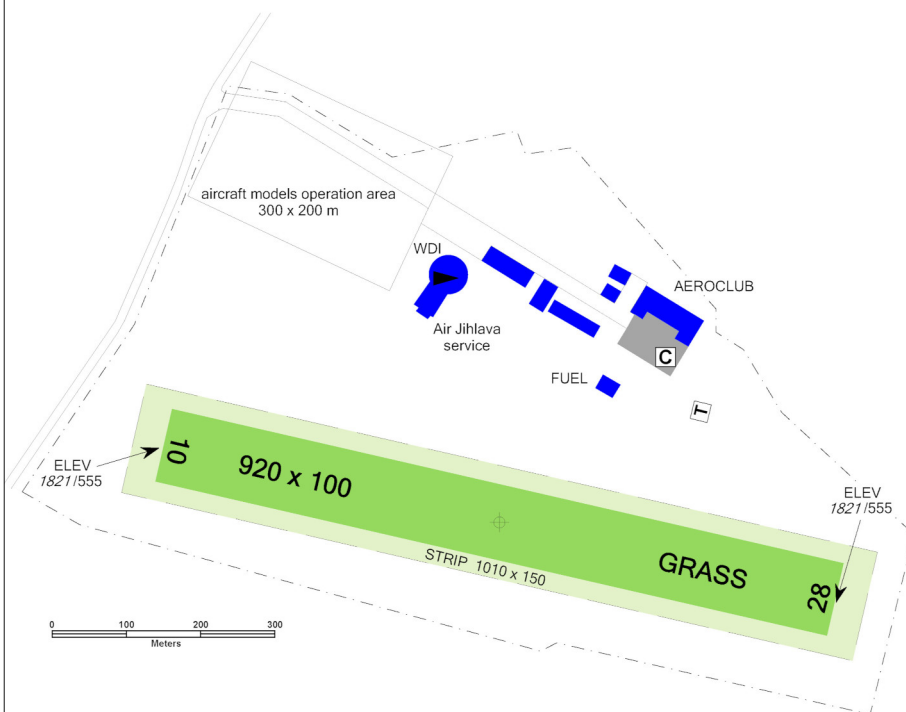 aircraft models operation area
300 x 200 m
WDI
AEROCLUB
Air Jihlava
service
C
FUEL
T
ELEV
1821/555
10
920 x 100
ELEV
1821/555
STRIP 1010 x 150
GRASS
28
0 100 200 300
Meters